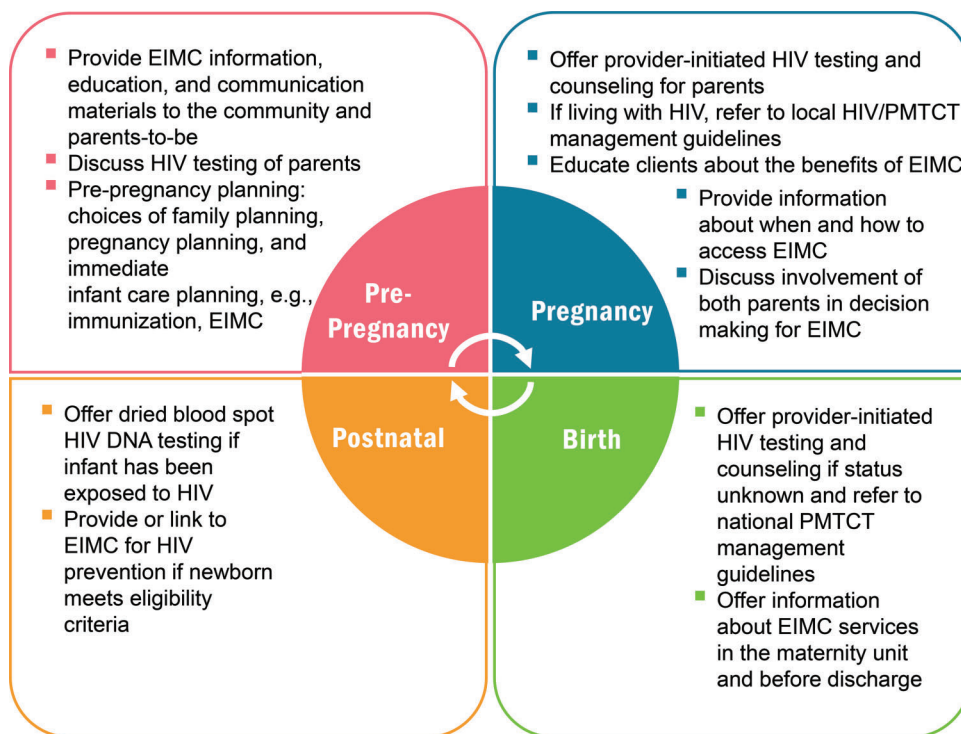 ■ Provide EIMC information,
education, and communication
materials to the community and
parents-to-be
■ Discuss HIV testing of parents
■ Pre-pregnancy planning:
choices of family planning,
pregnancy planning, and
immediate
infant care planning, e.g.,
immunization, EIMC
Pre-
Pregnancy
■ Offer provider-initiated HIV testing and
counseling for parents
■ If living with HIV, refer to local HIV/PMTCT
management guidelines
■ Educate clients about the benefits of EIMC
■ Provide information
about when and how to
access EIMC
■ Discuss involvement of
both parents in decision
making for EIMC
Pregnancy
■ Offer dried blood spot
HIV DNA testing if
infant has been
exposed to HIV
■ Provide or link to
EIMC for HIV
prevention if newborn
meets eligibility
criteria
Postnatal
Birth
■ Offer provider-initiated
HIV testing and
counseling if status
unknown and refer to
national PMTCT
management
guidelines
■ Offer information
about EIMC services
in the maternity unit
and before discharge